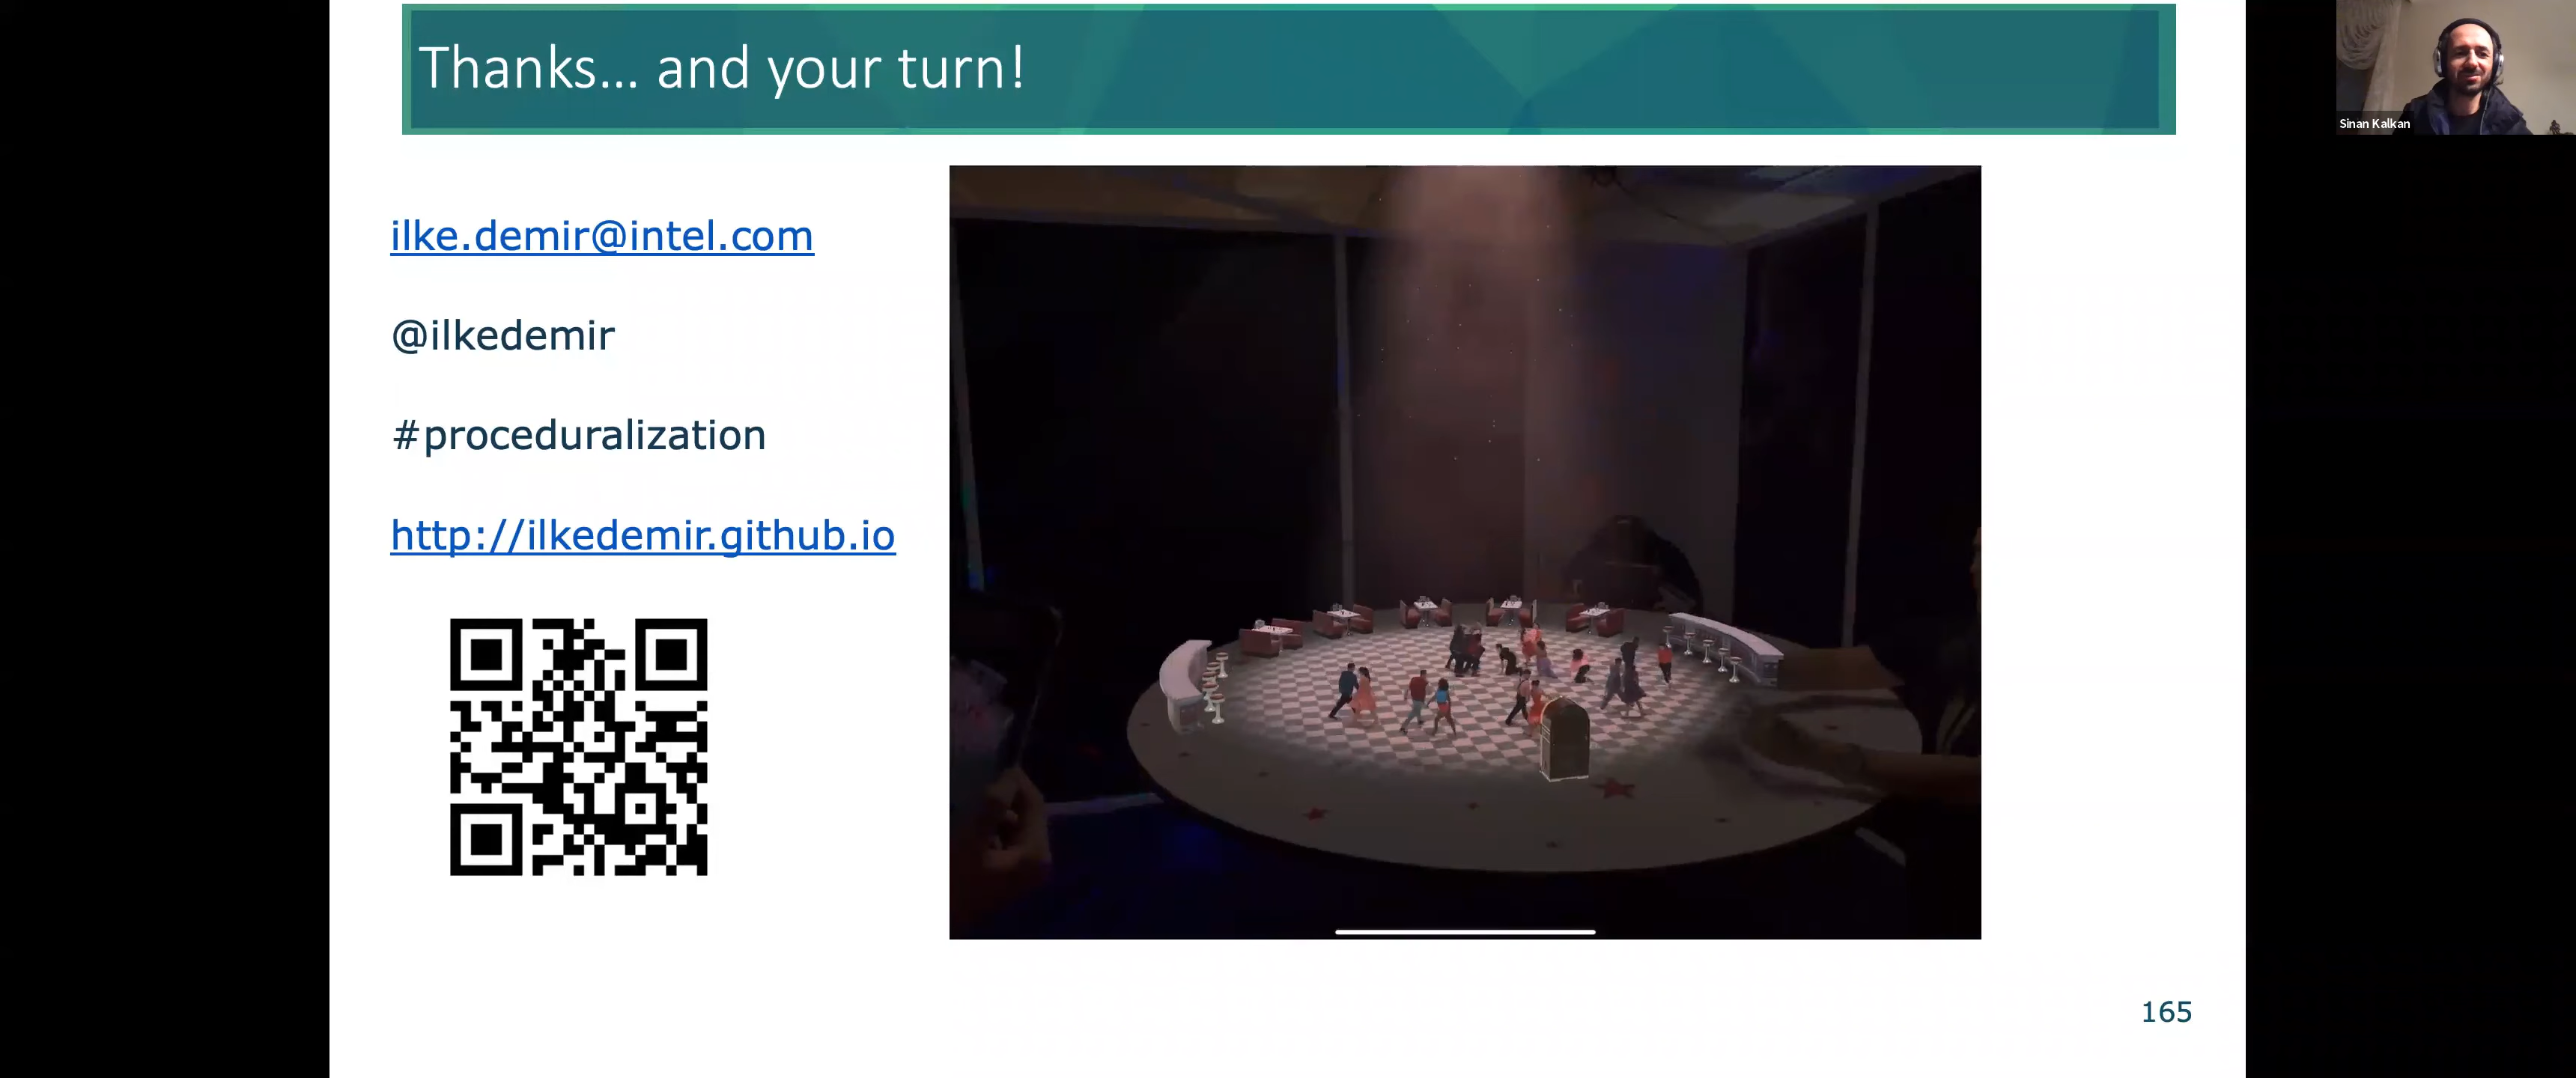 Thanks... and your turn!
Sinan Kalkan
ilke.demir@intel.com
@ilkedemir
#proceduralization
http://ilkedemir.github.io
165